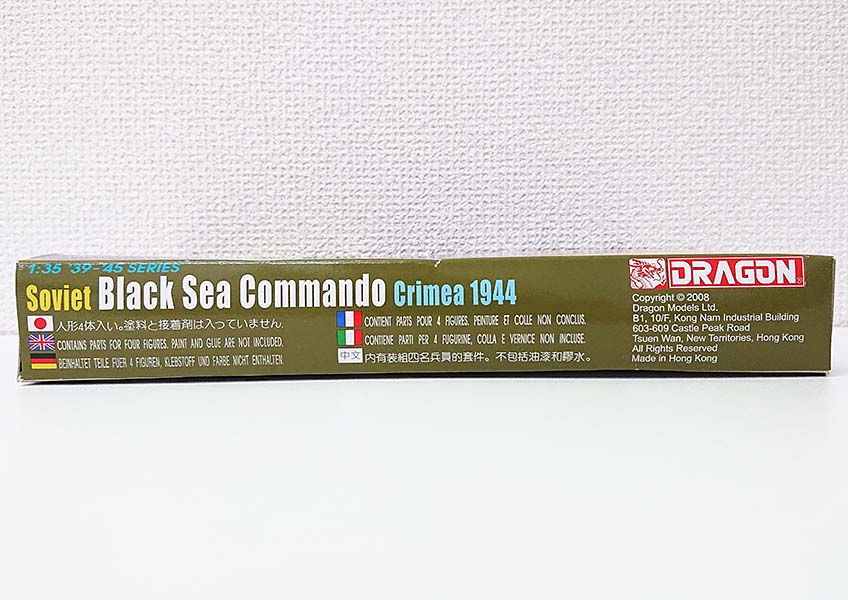 1:35 '39-'45 SERIES
Soviet Black Sea Commando Crimea 1944
人形4体入い。塗料と接着剤は入っていません.
CONTAINS PARTS FOR FOUR FIGURES. PAINT AND GLUE ARE NOT INCLUDED.
BEINHALTET TEILE FUER 4 FIGUREN, KLEBSTOFF UND FARBE NICHT ENTHALTEN.
CONTENT PARTS POUR 4 FIGURES. PEINTURE ET COLLE NON CONCLUS.
CONTIENE PARTI PER 4 FUGURINE, COLLA E VERNICE NON INCLUSE.
中文 內有裝組四名兵員的套件。不包括油漆和膠水。
DRAGON
Copyright © 2008
Dragon Models Ltd.
B1, 10/F, Kong Nam Industrial Building
603-609 Castle Peak Road
Tsuen Wan, New Territories, Hong Kong
All Rights Reserved
Made in Hong Kong